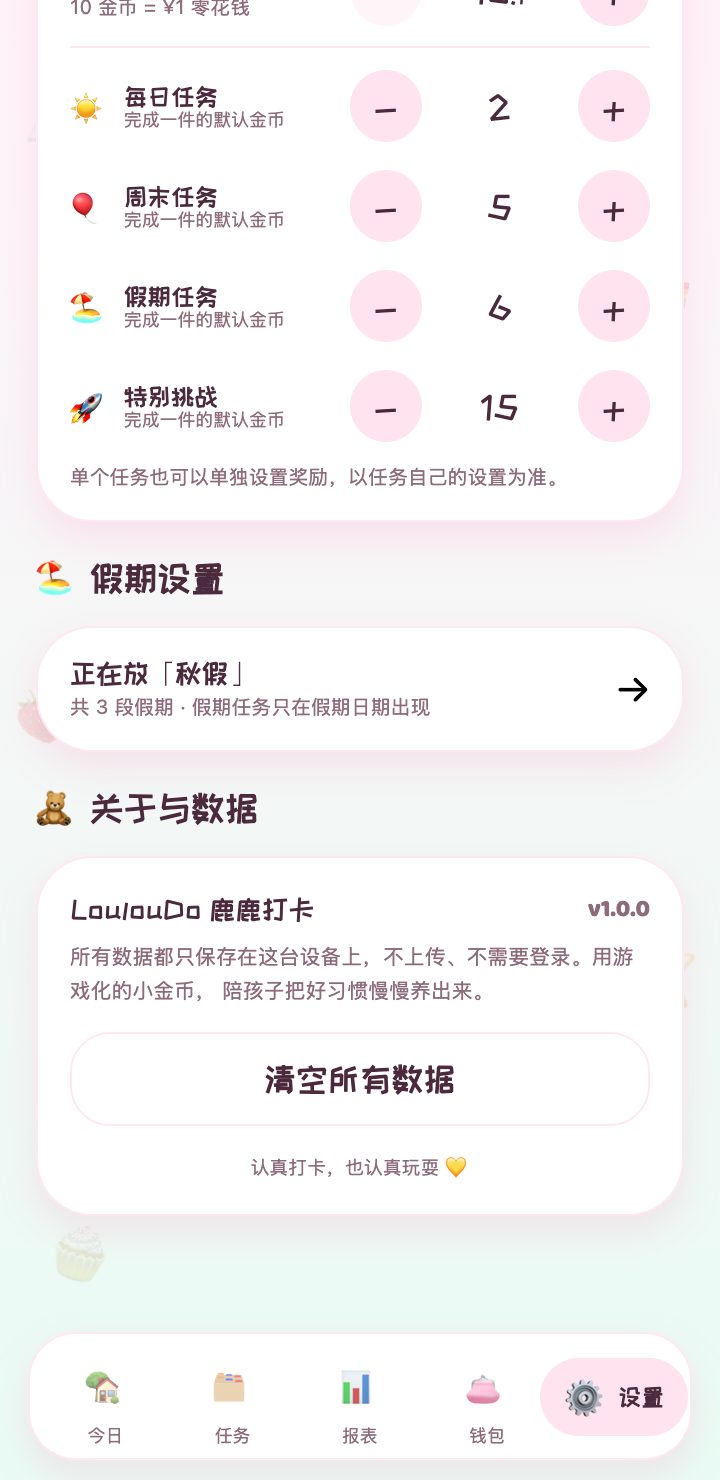 10 金币 = ¥1 零花钱
每日任务
完成一件的默认金币
− 2 +
周末任务
完成一件的默认金币
− 5 +
假期任务
完成一件的默认金币
− 6 +
特别挑战
完成一件的默认金币
− 15 +
单个任务也可以单独设置奖励，以任务自己的设置为准。
假期设置
正在放「秋假」
共 3 段假期 · 假期任务只在假期日期出现
关于与数据
LoulouDo 鹿鹿打卡 v1.0.0
所有数据都只保存在这台设备上，不上传、不需要登录。用游
戏化的小金币， 陪孩子把好习惯慢慢养出来。
清空所有数据
认真打卡，也认真玩耍 💛
今日 任务 报表 钱包 设置